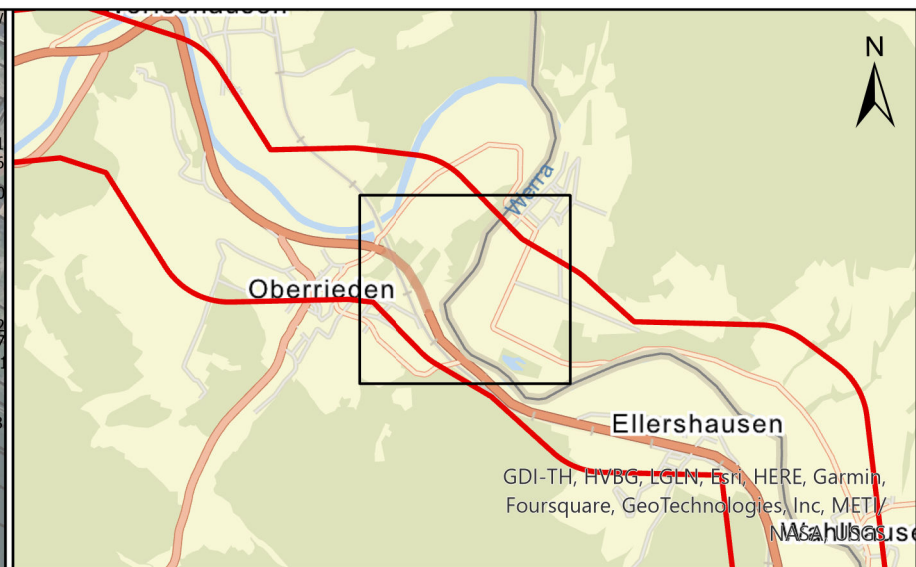 N
Werra
Oberrieden
Ellershausen
GDI-TH, HVBG, LGLN, Esri, HERE, Garmin,
Foursquare, GeoTechnologies, Inc, METI/
NASA, USGS